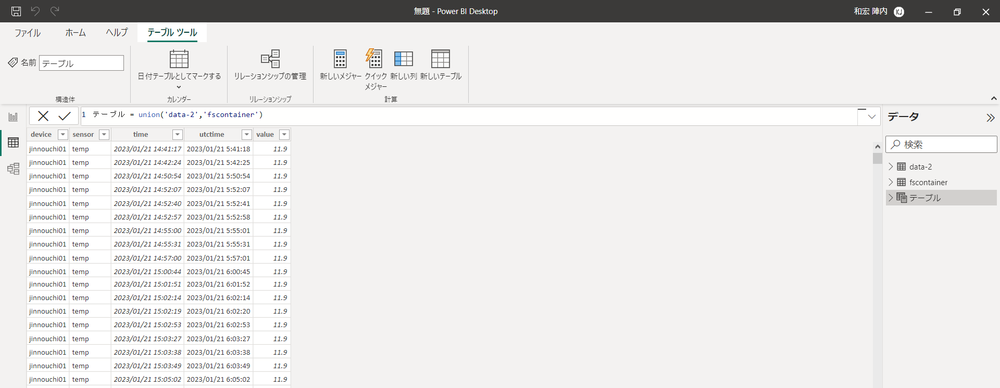 無題 - Power BI Desktop
和宏 陣内
KJ
ファイル ホーム ヘルプ テーブル ツール
名前 テーブル
日付テーブルとしてマークする
リレーションシップの管理
新しいメジャー クイック 新しい列 新しいテーブル
メジャー
構造体 カレンダー リレーションシップ 計算
1 テーブル = union('data-2','fscontainer')
データ
検索
data-2
fscontainer
テーブル
device sensor time utctime value
jinnouchi01 temp 2023/01/21 14:41:17 2023/01/21 5:41:18 11.9
jinnouchi01 temp 2023/01/21 14:42:24 2023/01/21 5:42:25 11.9
jinnouchi01 temp 2023/01/21 14:50:54 2023/01/21 5:50:54 11.9
jinnouchi01 temp 2023/01/21 14:52:07 2023/01/21 5:52:07 11.9
jinnouchi01 temp 2023/01/21 14:52:40 2023/01/21 5:52:41 11.9
jinnouchi01 temp 2023/01/21 14:52:57 2023/01/21 5:52:58 11.9
jinnouchi01 temp 2023/01/21 14:55:00 2023/01/21 5:55:01 11.9
jinnouchi01 temp 2023/01/21 14:55:31 2023/01/21 5:55:31 11.9
jinnouchi01 temp 2023/01/21 14:57:00 2023/01/21 5:57:01 11.9
jinnouchi01 temp 2023/01/21 15:00:44 2023/01/21 6:00:45 11.9
jinnouchi01 temp 2023/01/21 15:01:51 2023/01/21 6:01:52 11.9
jinnouchi01 temp 2023/01/21 15:02:14 2023/01/21 6:02:14 11.9
jinnouchi01 temp 2023/01/21 15:02:19 2023/01/21 6:02:20 11.9
jinnouchi01 temp 2023/01/21 15:02:53 2023/01/21 6:02:53 11.9
jinnouchi01 temp 2023/01/21 15:03:27 2023/01/21 6:03:27 11.9
jinnouchi01 temp 2023/01/21 15:03:38 2023/01/21 6:03:38 11.9
jinnouchi01 temp 2023/01/21 15:03:49 2023/01/21 6:03:49 11.9
jinnouchi01 temp 2023/01/21 15:05:02 2023/01/21 6:05:02 11.9